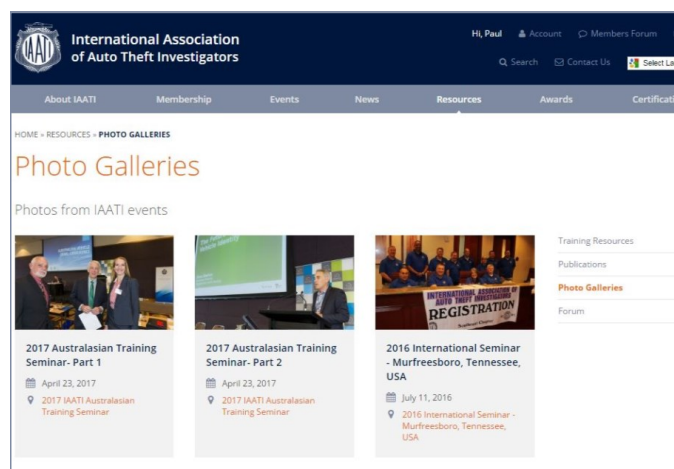 IAATI
International Association
of Auto Theft Investigators
Hi, Paul Account Members Forum
Search Contact Us Select La
About IAATI Membership Events News Resources Awards Certificati
HOME » RESOURCES » PHOTO GALLERIES
Photo Galleries
Photos from IAATI events
Training Resources
Publications
Photo Galleries
Forum
INTERNATIONAL ASSOCIATION OF
AUTO THEFT INVESTIGATORS
REGISTRATION
2017 Australasian Training
Seminar- Part 1
April 23, 2017
2017 IAATI Australasian
Training Seminar
2017 Australasian Training
Seminar- Part 2
April 23, 2017
2017 IAATI Australasian
Training Seminar
2016 International Seminar
- Murfreesboro, Tennessee,
USA
July 11, 2016
2016 International Seminar -
Murfreesboro, Tennessee,
USA